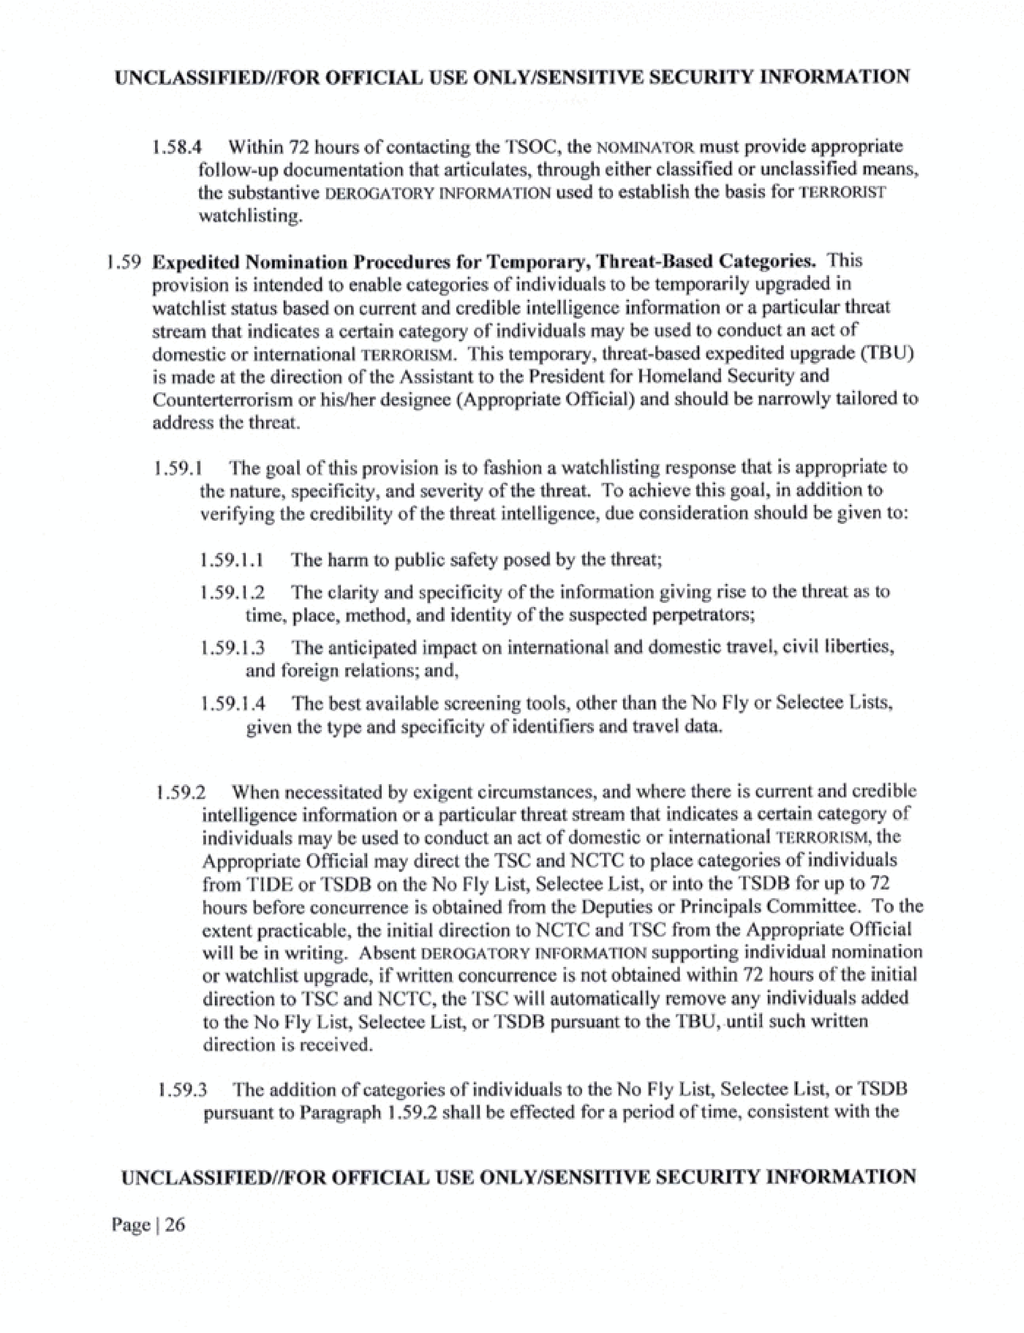 UNCLASSIFIED//FOR OFFICIAL USE ONLY/SENSITIVE SECURITY INFORMATION
1.58.4 Within 72 hours of contacting the TSOC, the NOMINATOR must provide appropriate
follow-up documentation that articulates, through either classified or unclassified means,
the substantive DEROGATORY INFORMATION used to establish the basis for TERRORIST
watchlisting.
1.59 Expedited Nomination Procedures for Temporary, Threat-Based Categories. This
provision is intended to enable categories of individuals to be temporarily upgraded in
watchlist status based on current and credible intelligence information or a particular threat
stream that indicates a certain category of individuals may be used to conduct an act of
domestic or international TERRORISM. This temporary, threat-based expedited upgrade (TBU)
is made at the direction of the Assistant to the President for Homeland Security and
Counterterrorism or his/her designee (Appropriate Official) and should be narrowly tailored to
address the threat.
1.59.1 The goal of this provision is to fashion a watchlisting response that is appropriate to
the nature, specificity, and severity of the threat. To achieve this goal, in addition to
verifying the credibility of the threat intelligence, due consideration should be given to:
1.59.1.1 The harm to public safety posed by the threat;
1.59.1.2 The clarity and specificity of the information giving rise to the threat as to
time, place, method, and identity of the suspected perpetrators;
1.59.1.3 The anticipated impact on international and domestic travel, civil liberties,
and foreign relations; and,
1.59.1.4 The best available screening tools, other than the No Fly or Selectee Lists,
given the type and specificity of identifiers and travel data.
1.59.2 When necessitated by exigent circumstances, and where there is current and credible
intelligence information or a particular threat stream that indicates a certain category of
individuals may be used to conduct an act of domestic or international TERRORISM, the
Appropriate Official may direct the TSC and NCTC to place categories of individuals
from TIDE or TSDB on the No Fly List, Selectee List, or into the TSDB for up to 72
hours before concurrence is obtained from the Deputies or Principals Committee. To the
extent practicable, the initial direction to NCTC and TSC from the Appropriate Official
will be in writing. Absent DEROGATORY INFORMATION supporting individual nomination
or watchlist upgrade, if written concurrence is not obtained within 72 hours of the initial
direction to TSC and NCTC, the TSC will automatically remove any individuals added
to the No Fly List, Selectee List, or TSDB pursuant to the TBU, until such written
direction is received.
1.59.3 The addition of categories of individuals to the No Fly List, Selectee List, or TSDB
pursuant to Paragraph 1.59.2 shall be effected for a period of time, consistent with the
UNCLASSIFIED//FOR OFFICIAL USE ONLY/SENSITIVE SECURITY INFORMATION
Page | 26